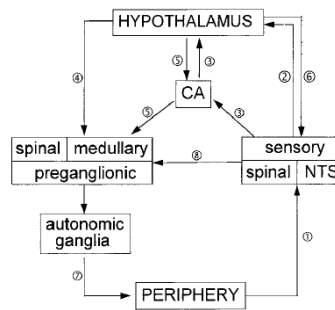 HYPOTHALAMUS
⑤ ③ ② ⑥
④
CA
⑤ ③
spinal medullary
preganglionic
⑧
sensory
spinal NTS
autonomic
ganglia
①
⑦
PERIPHERY